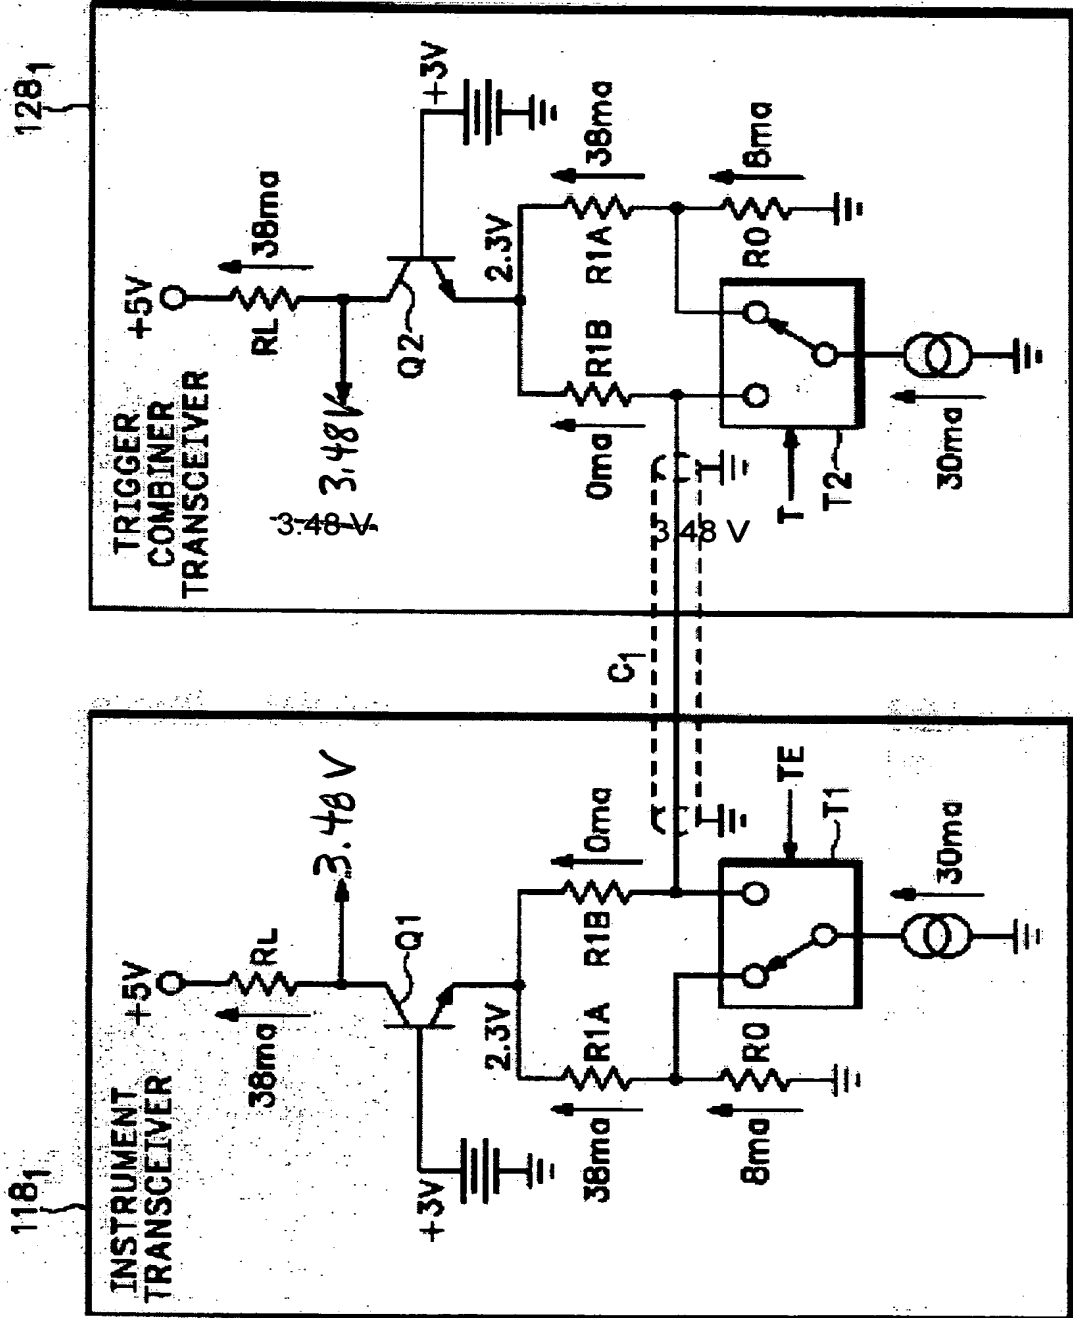 128₁
TRIGGER
COMBINER
TRANSCEIVER
+5V
RL
38ma
3.48V
3.48 V
Q2
+3V
2.3V
R1B
R1A
0ma
38ma
R0
8ma
T
T2
30ma
3.48 V
C₁
118₁
INSTRUMENT
TRANSCEIVER
+5V
RL
38ma
3.48 V
Q1
+3V
2.3V
R1A
R1B
38ma
0ma
R0
8ma
TE
T1
30ma